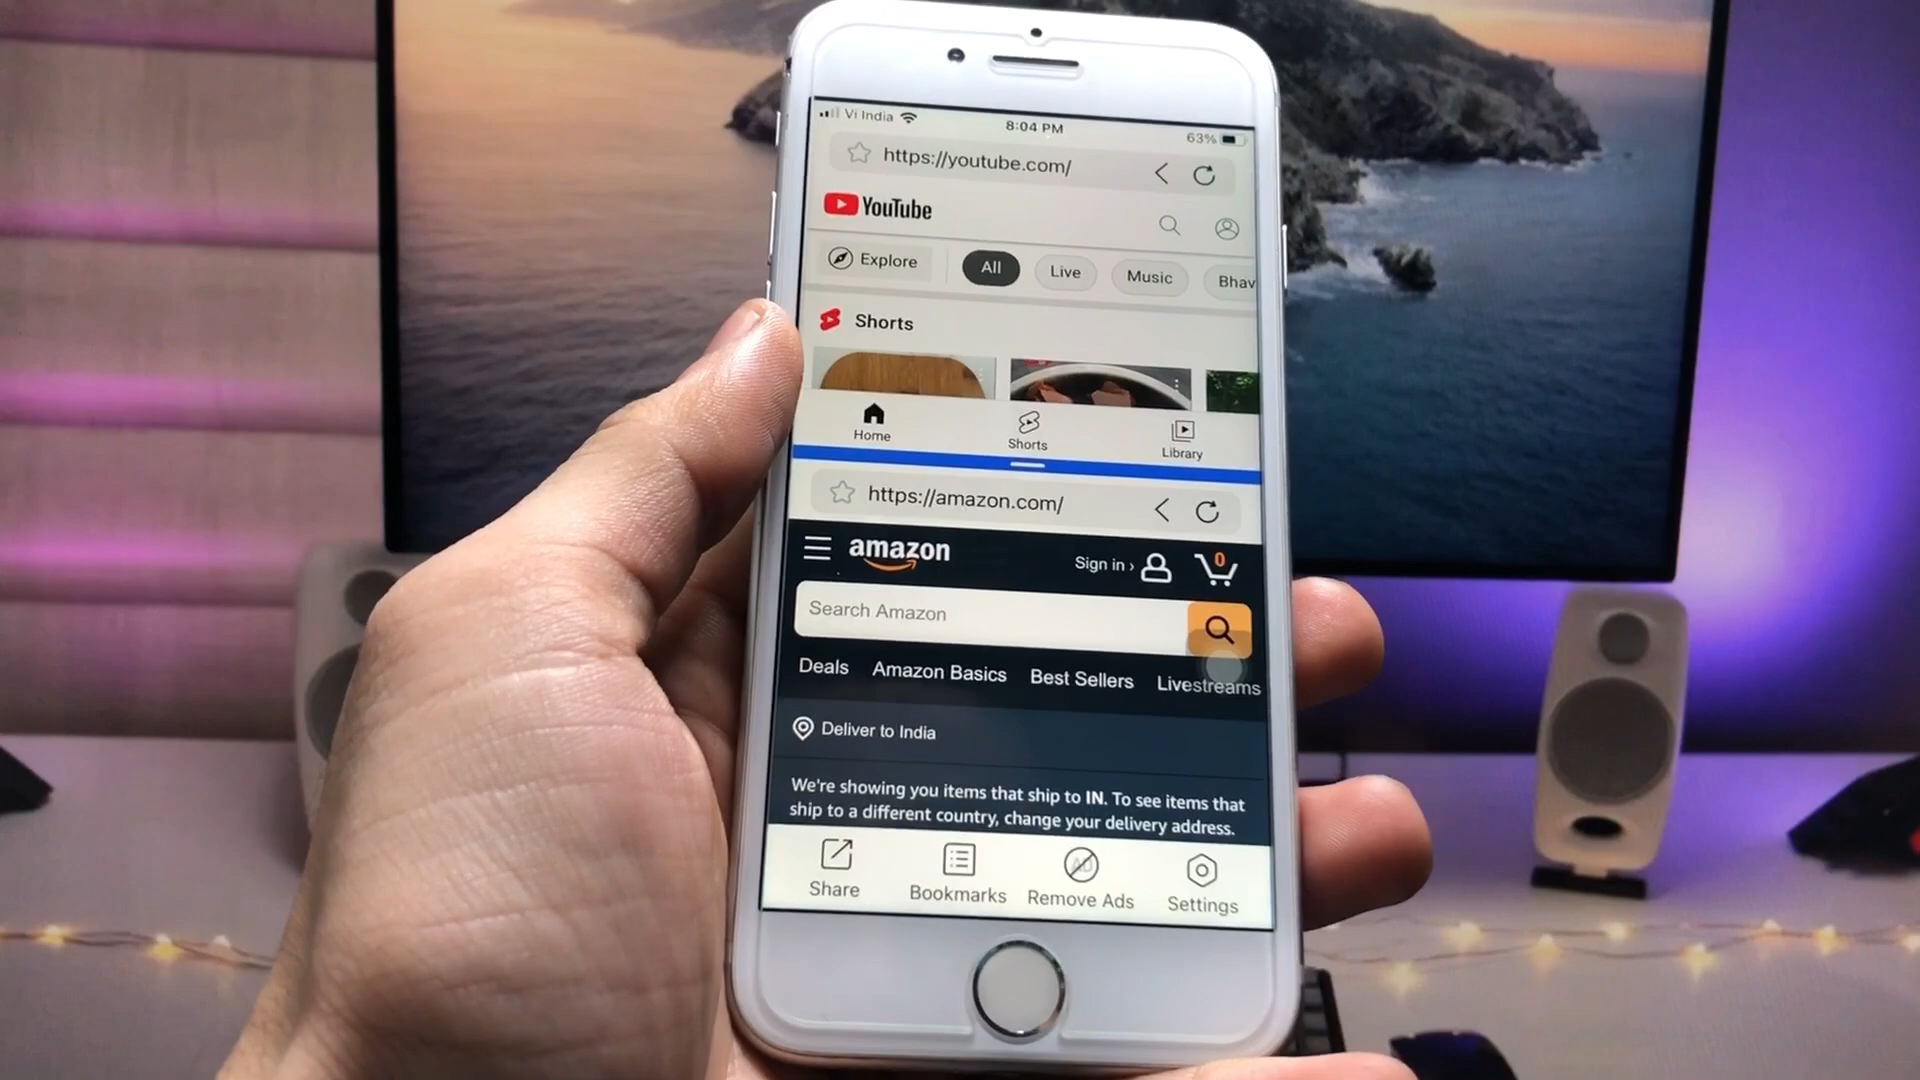 Vi India
8:04 PM
63%
https://youtube.com/
YouTube
Explore
All
Live
Music
Bhav
Shorts
Home
Shorts
Library
https://amazon.com/
amazon
Sign in ›
0
Search Amazon
Deals
Amazon Basics
Best Sellers
Livestreams
Deliver to India
We're showing you items that ship to IN. To see items that
ship to a different country, change your delivery address.
AD
Share
Bookmarks
Remove Ads
Settings